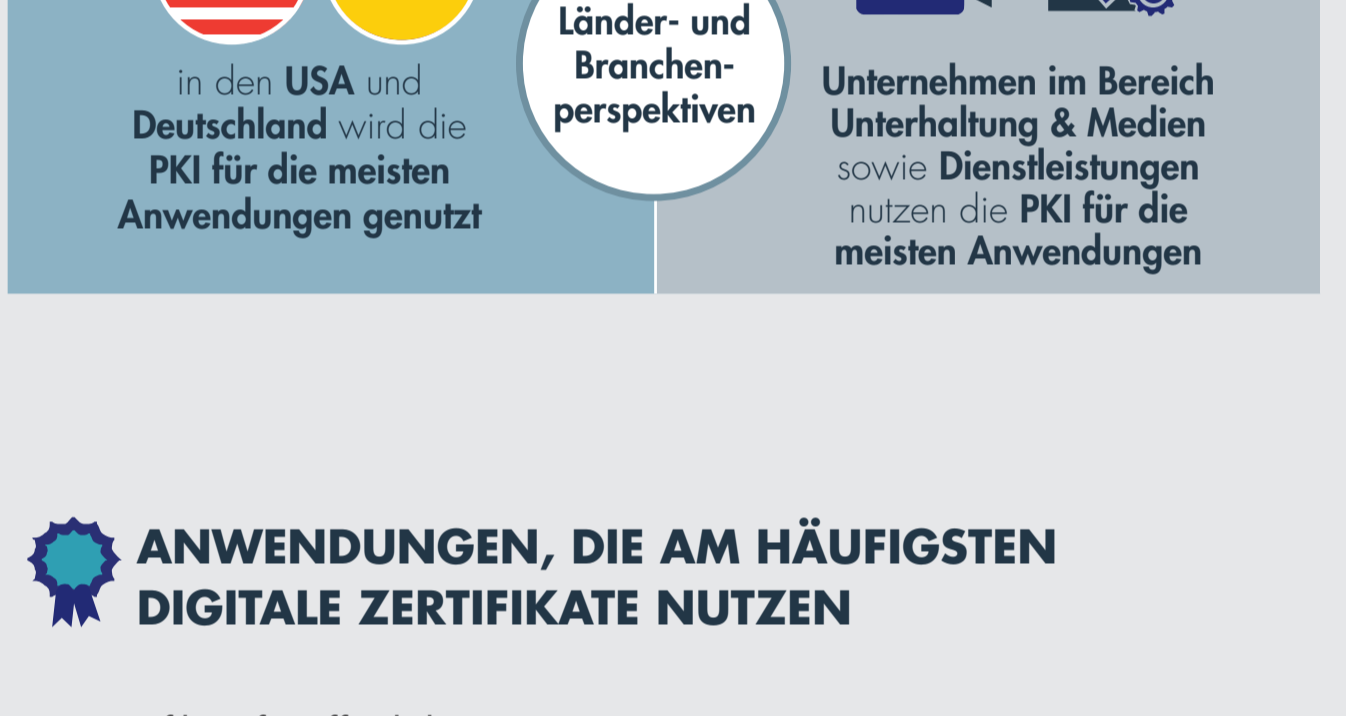 in den USA und
Deutschland wird die
PKI für die meisten
Anwendungen genutzt
Länder- und
Branchen-
perspektiven
Unternehmen im Bereich
Unterhaltung & Medien
sowie Dienstleistungen
nutzen die PKI für die
meisten Anwendungen
ANWENDUNGEN, DIE AM HÄUFIGSTEN
DIGITALE ZERTIFIKATE NUTZEN